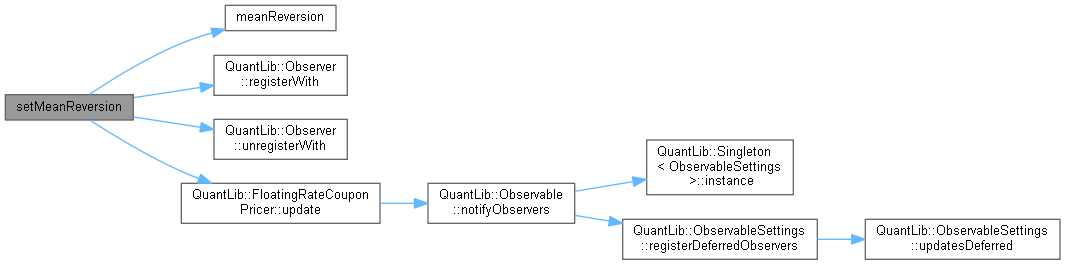 meanReversion
QuantLib::Observer
::registerWith
setMeanReversion
QuantLib::Observer
::unregisterWith
QuantLib::Singleton
< ObservableSettings
>::instance
QuantLib::FloatingRateCoupon
Pricer::update
QuantLib::Observable
::notifyObservers
QuantLib::ObservableSettings
::registerDeferredObservers
QuantLib::ObservableSettings
::updatesDeferred